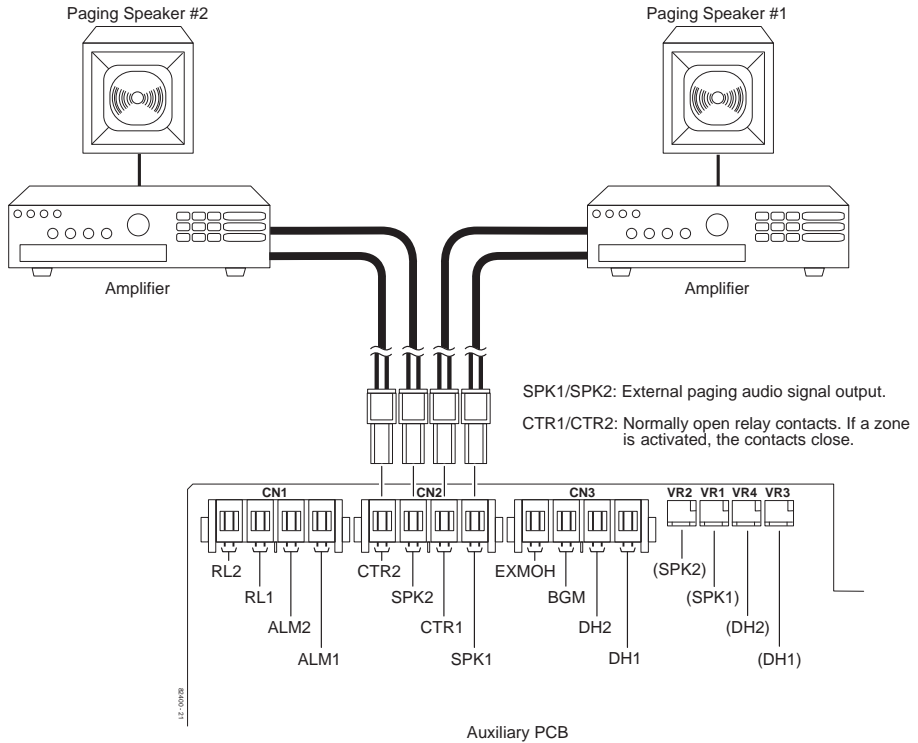 Paging Speaker #2
Paging Speaker #1
Amplifier
Amplifier
SPK1/SPK2: External paging audio signal output.
CTR1/CTR2: Normally open relay contacts. If a zone
is activated, the contacts close.
CN1
CN2
CN3
VR2 VR1 VR4 VR3
RL2
RL1
ALM2
ALM1
CTR2
SPK2
CTR1
SPK1
EXMOH
BGM
DH2
DH1
(SPK2)
(SPK1)
(DH2)
(DH1)
82400 - 21
Auxiliary PCB